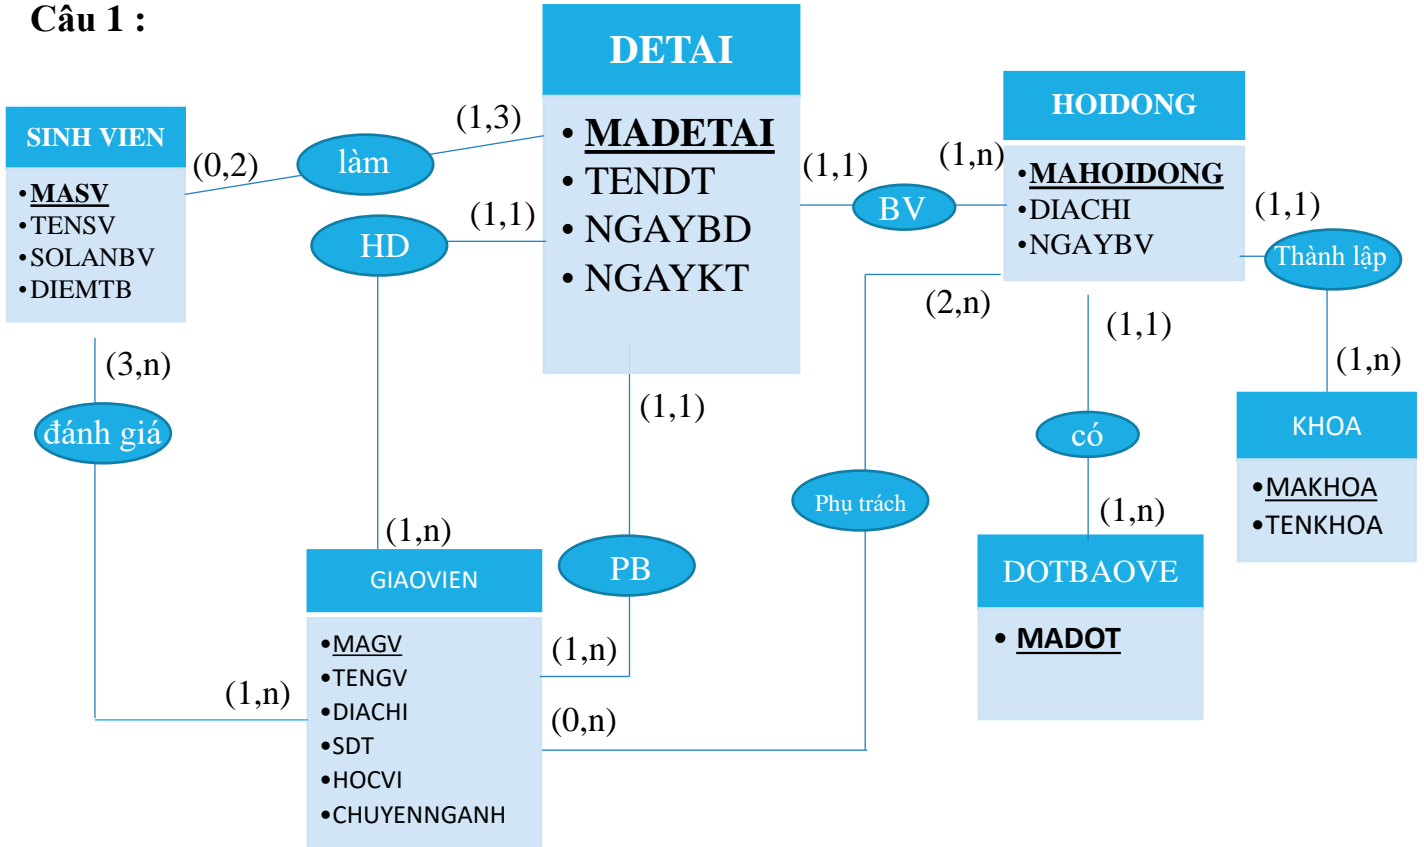 Câu 1 :
SINH VIEN
• MASV
•TENSV
•SOLANBV
•DIEMTB
(0,2)
làm
(1,3)
DETAI
• MADETAI
• TENDT
• NGAYBD
• NGAYKT
(1,1)
BV
(1,n)
HOIDONG
•MAHOIDONG
•DIACHI
•NGAYBV
(1,1)
Thành lập
(1,n)
KHOA
•MAKHOA
•TENKHOA
HD
(1,1)
(1,n)
(3,n)
đánh giá
(1,n)
(1,1)
PB
(1,n)
(2,n)
Phụ trách
(0,n)
(1,1)
có
(1,n)
DOTBAOVE
• MADOT
GIAOVIEN
•MAGV
•TENGV
•DIACHI
•SDT
•HOCVI
•CHUYENNGANH